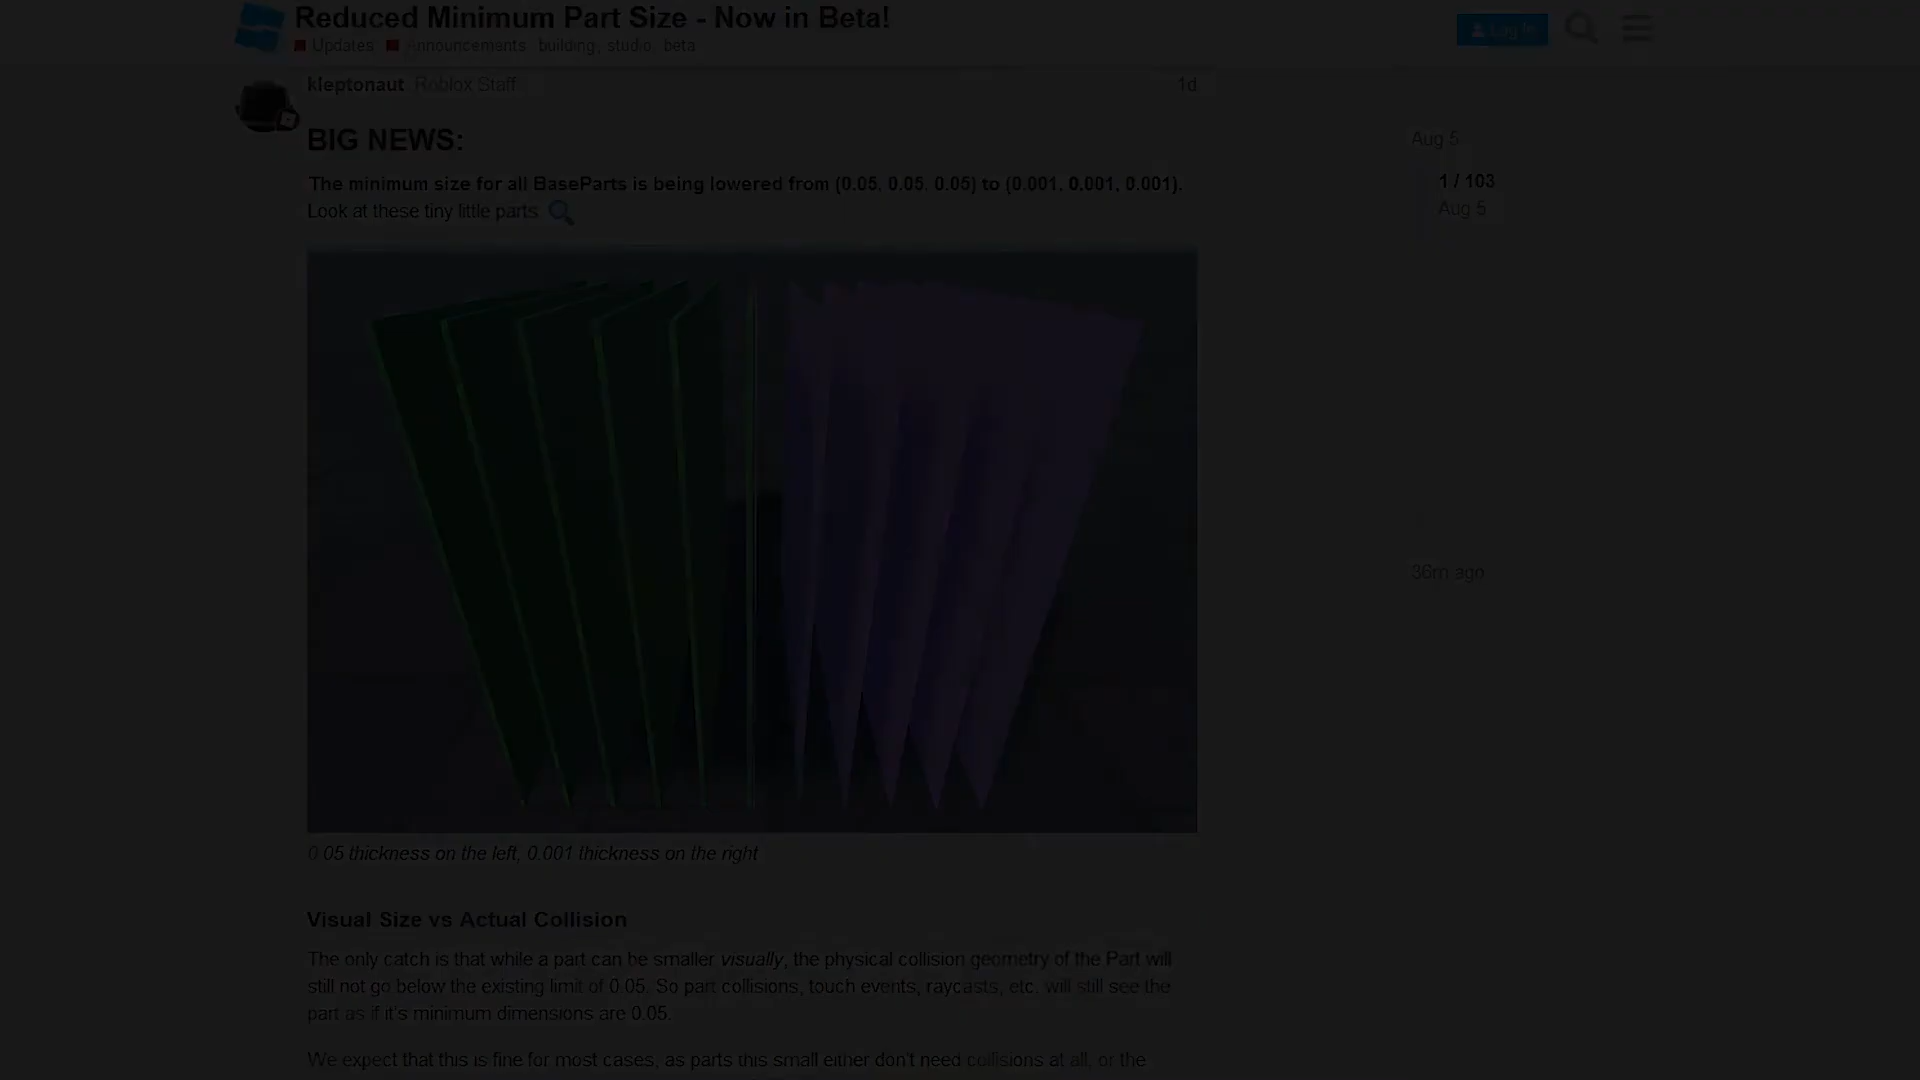 Reduced Minimum Part Size - Now in Beta!
Updates Announcements building, studio, beta
Log In
kleptonaut Roblox Staff 1d
BIG NEWS:
Aug 5
The minimum size for all BaseParts is being lowered from (0.05, 0.05, 0.05) to (0.001, 0.001, 0.001).
1 / 103
Look at these tiny little parts:
Aug 5
36m ago
0.05 thickness on the left, 0.001 thickness on the right
Visual Size vs Actual Collision
The only catch is that while a part can be smaller visually, the physical collision geometry of the Part will
still not go below the existing limit of 0.05. So part collisions, touch events, raycasts, etc. will still see the
part as if it's minimum dimensions are 0.05.
We expect that this is fine for most cases, as parts this small either don't need collisions at all, or the